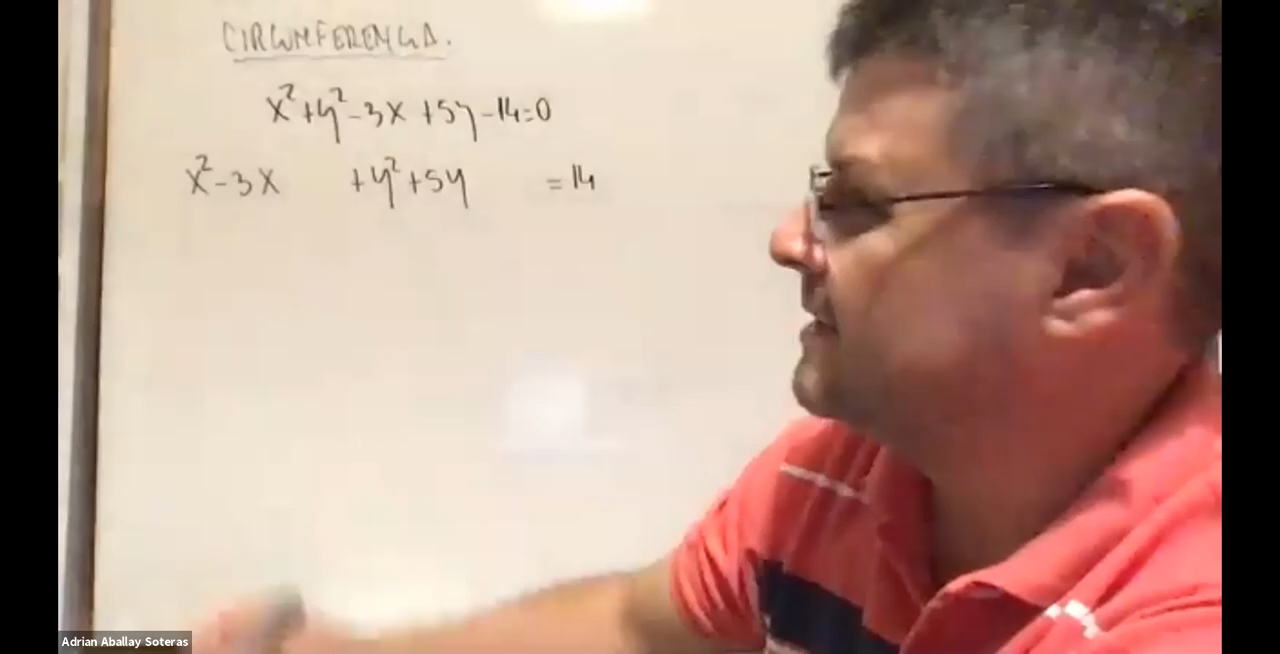 CIRCUNFERENCIA.
x²+y²-3x+5y-14=0
x²-3x +y²+5y =14
Adrian Aballay Soteras